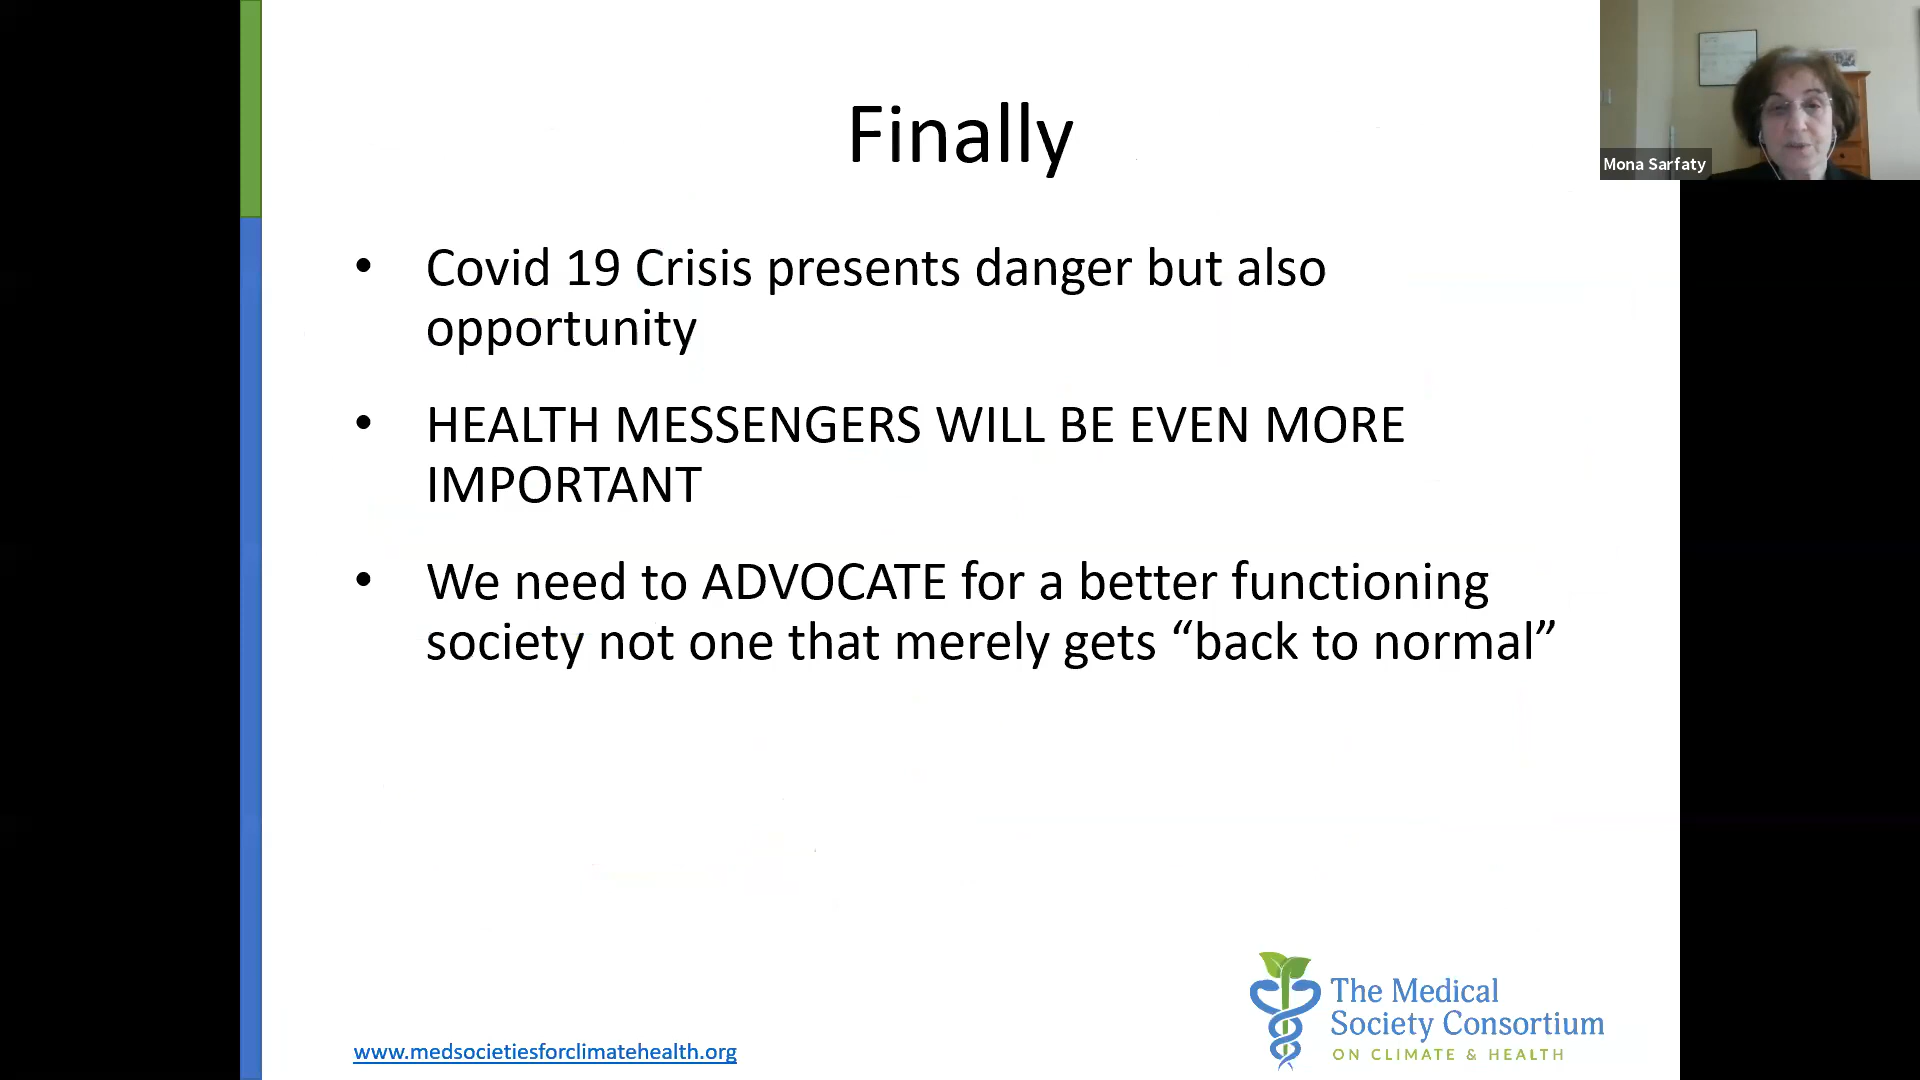 Finally
Mona Sarfaty
• Covid 19 Crisis presents danger but also
opportunity
• HEALTH MESSENGERS WILL BE EVEN MORE
IMPORTANT
• We need to ADVOCATE for a better functioning
society not one that merely gets “back to normal”
The Medical
Society Consortium
ON CLIMATE & HEALTH
www.medsocietiesforclimatehealth.org